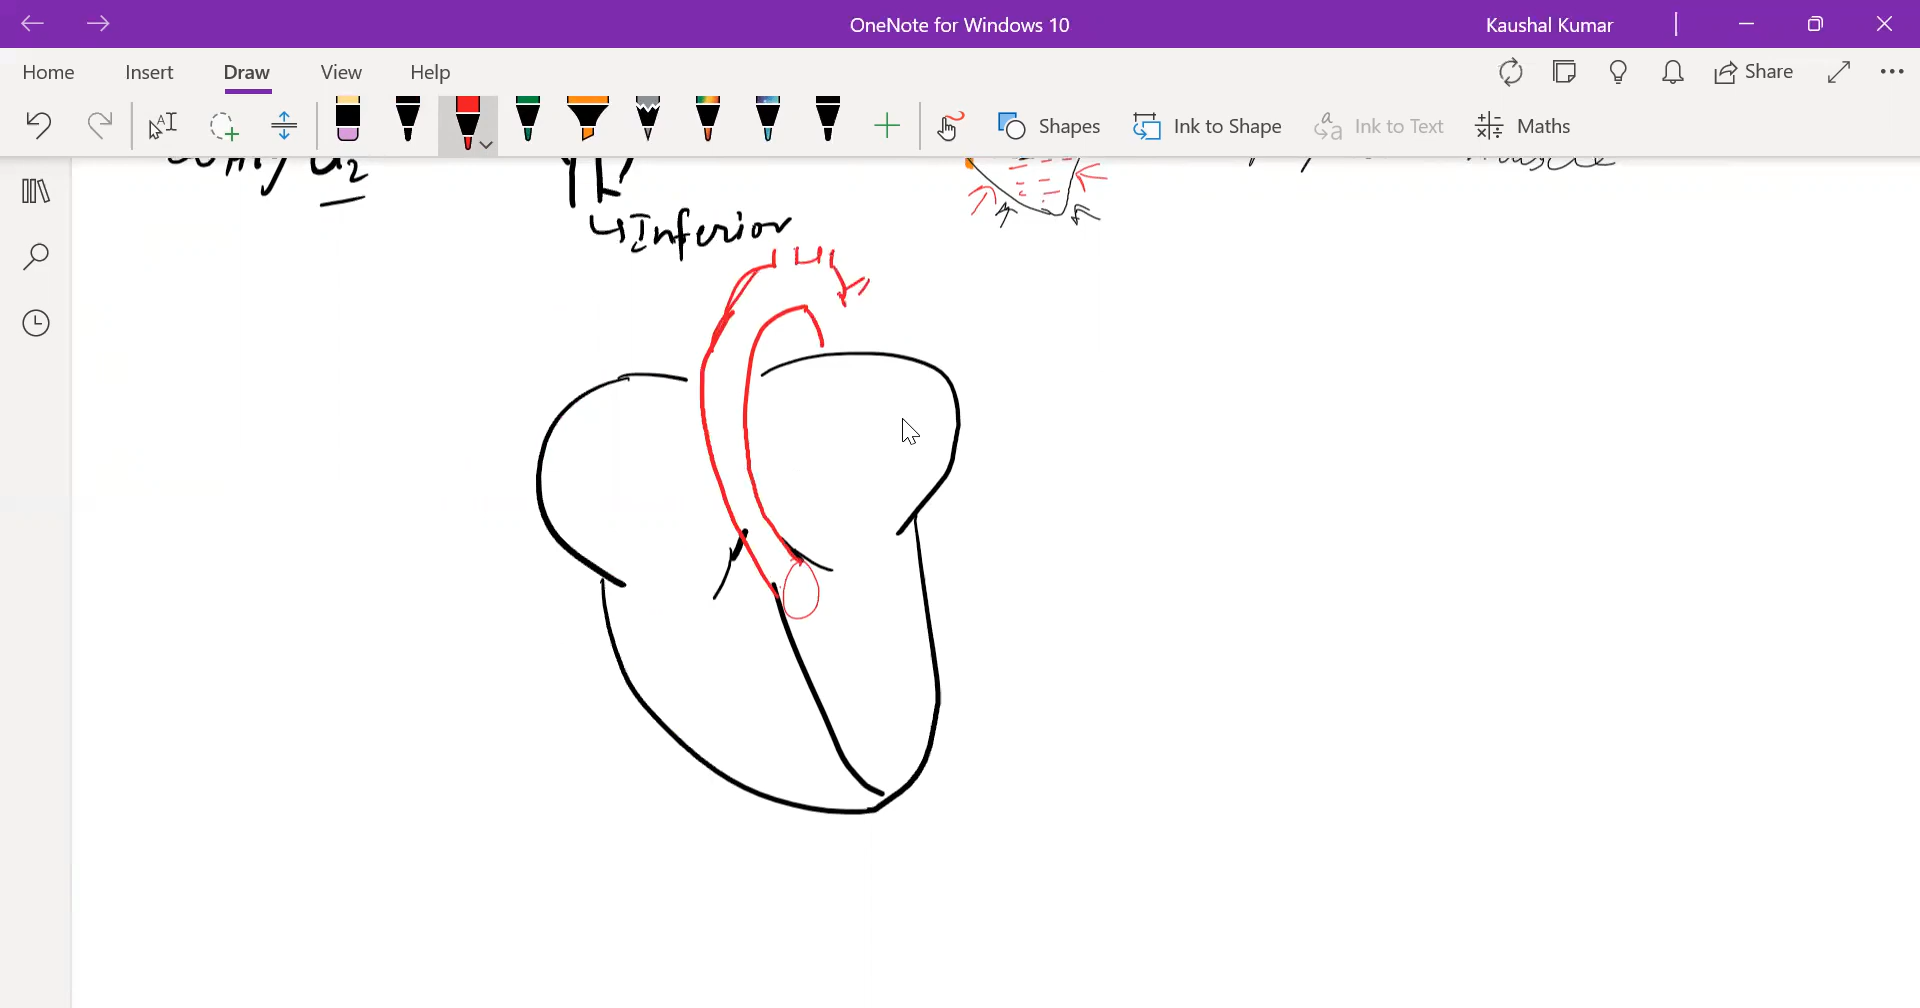 OneNote for Windows 10
Kaushal Kumar
Home Insert Draw View Help
Share
Shapes Ink to Shape Ink to Text Maths
↳Inferior